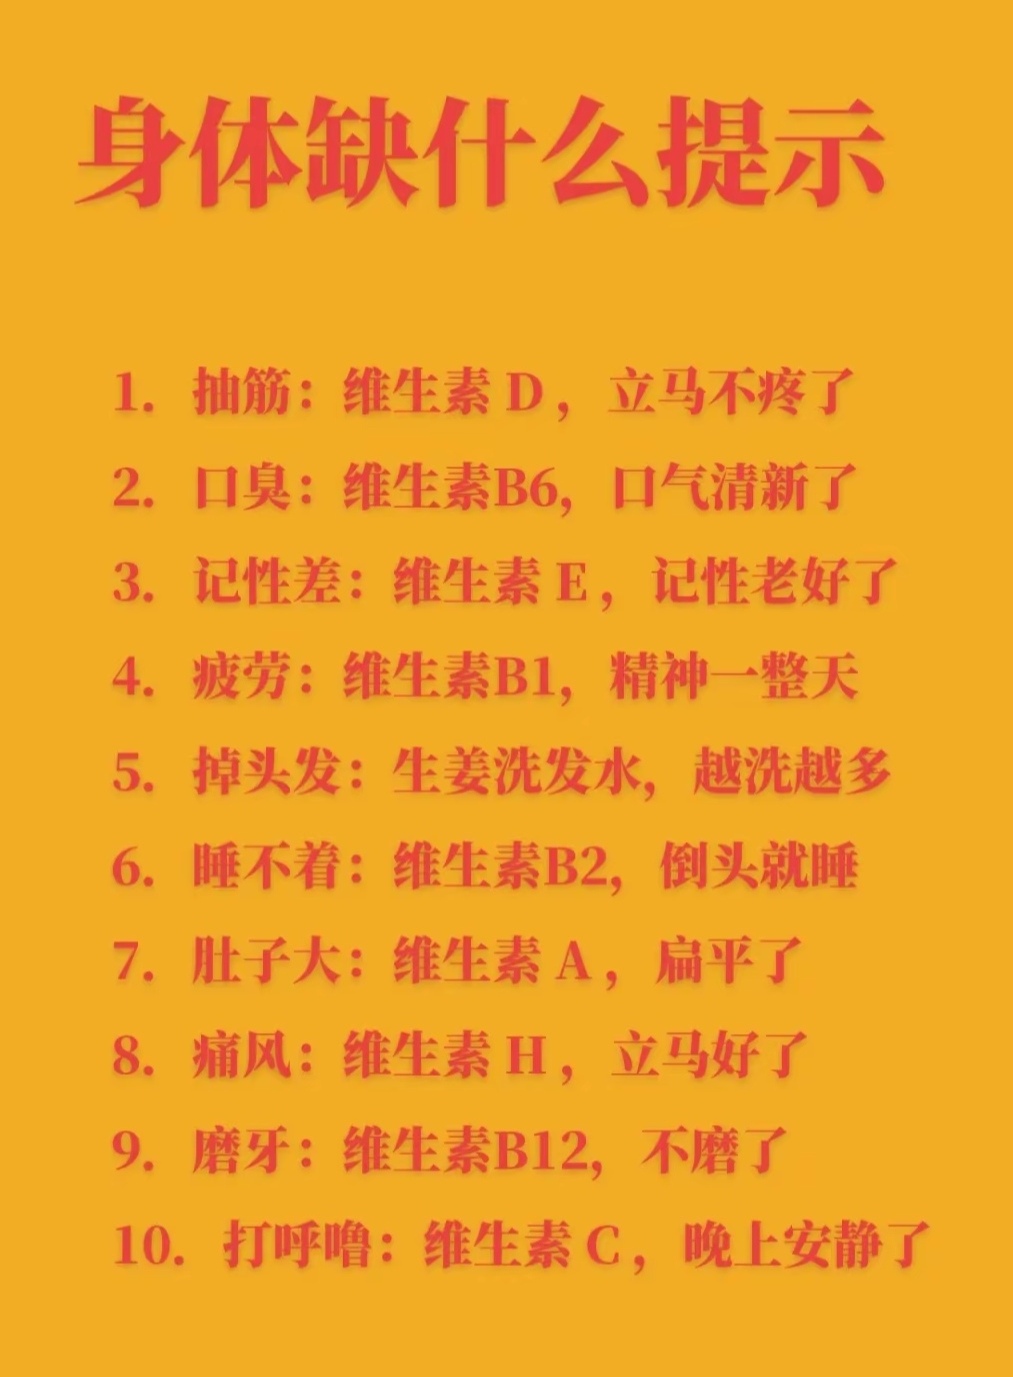 身体缺什么提示
1. 抽筋：维生素 D ，立马不疼了
2. 口臭：维生素B6，口气清新了
3. 记性差：维生素 E ，记性老好了
4. 疲劳：维生素B1，精神一整天
5. 掉头发：生姜洗发水，越洗越多
6. 睡不着：维生素B2，倒头就睡
7. 肚子大：维生素 A ，扁平了
8. 痛风：维生素 H ，立马好了
9. 磨牙：维生素B12，不磨了
10. 打呼噜：维生素 C ，晚上安静了